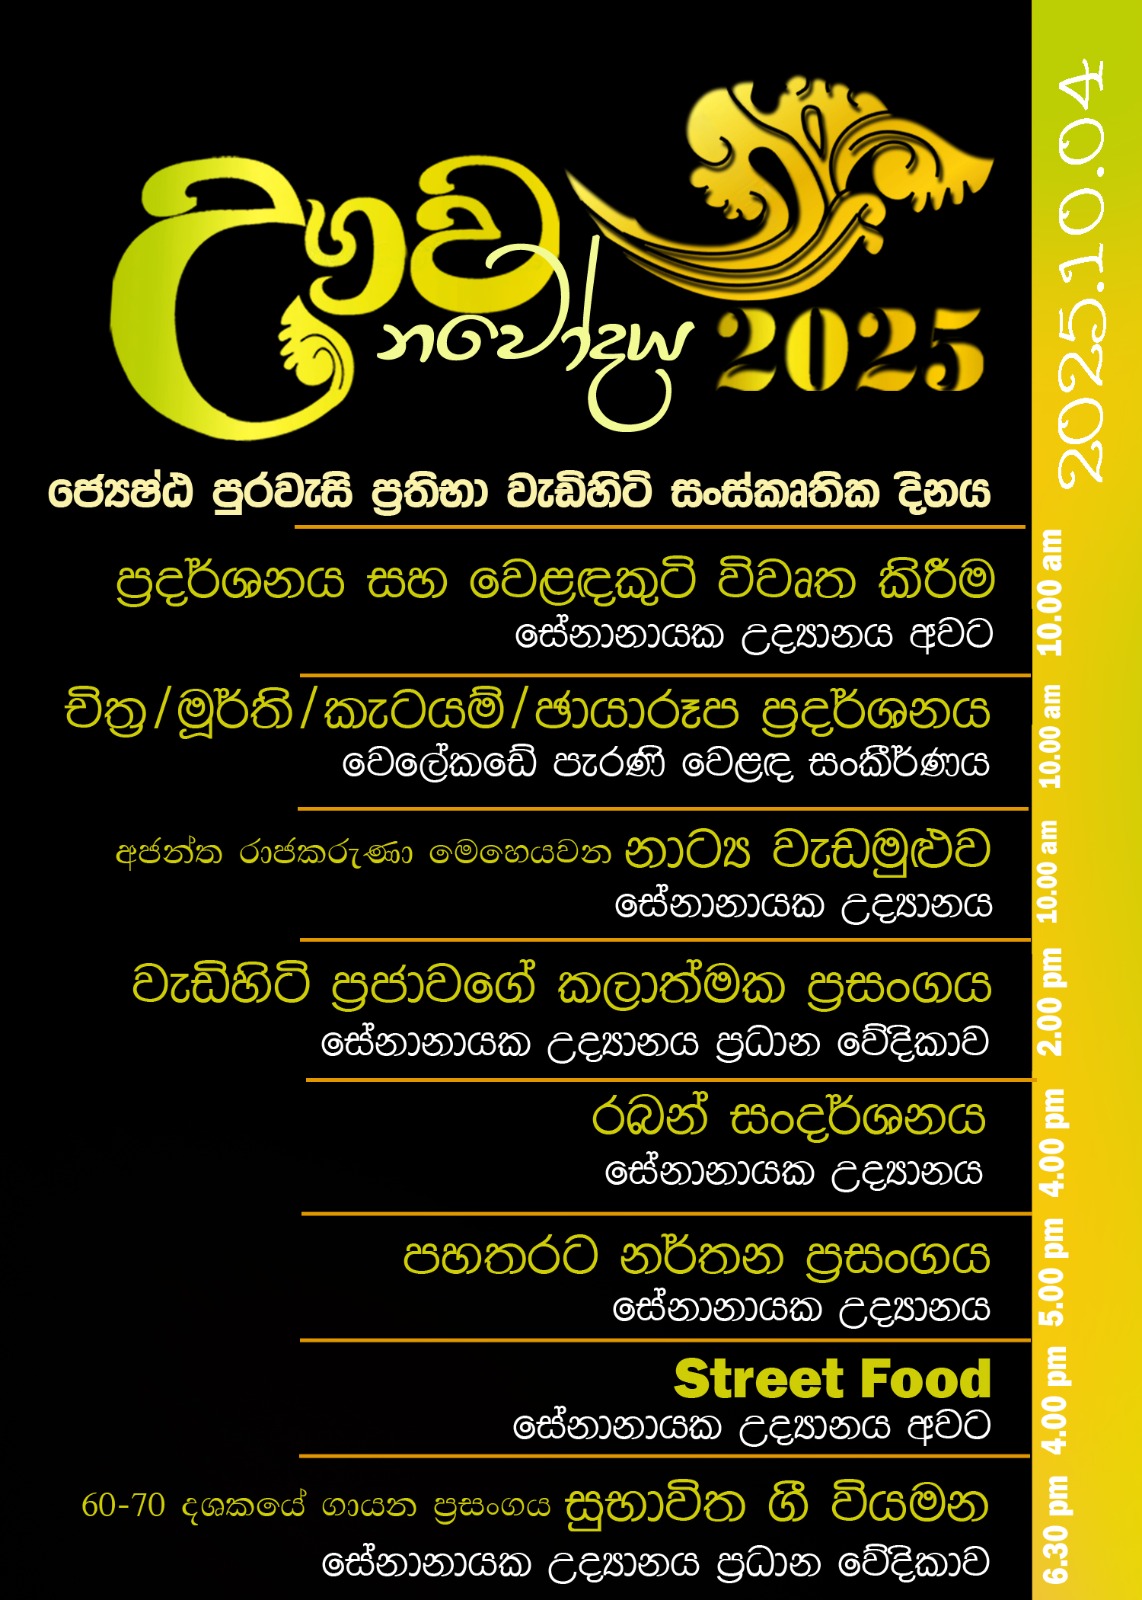 ඌව
නවෝදය
2025
2025.10.04
ජ්‍යෙෂ්ඨ පුරවැසි ප්‍රතිභා වැඩිහිටි සංස්කෘතික දිනය
ප්‍රදර්ශනය සහ වෙළඳකුටි විවෘත කිරීම
සේනානායක උද්‍යානය අවට
10.00 am
චිත්‍ර/මූර්ති/කැටයම්/ඡායාරූප ප්‍රදර්ශනය
වෙලේකඩේ පැරණි වෙළඳ සංකීර්ණය
10.00 am
අජන්ත රාජකරුණා මෙහෙයවන නාට්‍ය වැඩමුළුව
සේනානායක උද්‍යානය
10.00 am
වැඩිහිටි ප්‍රජාවගේ කලාත්මක ප්‍රසංගය
සේනානායක උද්‍යානය ප්‍රධාන වේදිකාව
2.00 pm
රබන් සංදර්ශනය
සේනානායක උද්‍යානය
4.00 pm
පහතරට නර්තන ප්‍රසංගය
සේනානායක උද්‍යානය
5.00 pm
Street Food
සේනානායක උද්‍යානය අවට
4.00 pm
60-70 දශකයේ ගායන ප්‍රසංගය සුභාවිත ගී වියමන
සේනානායක උද්‍යානය ප්‍රධාන වේදිකාව
6.30 pm